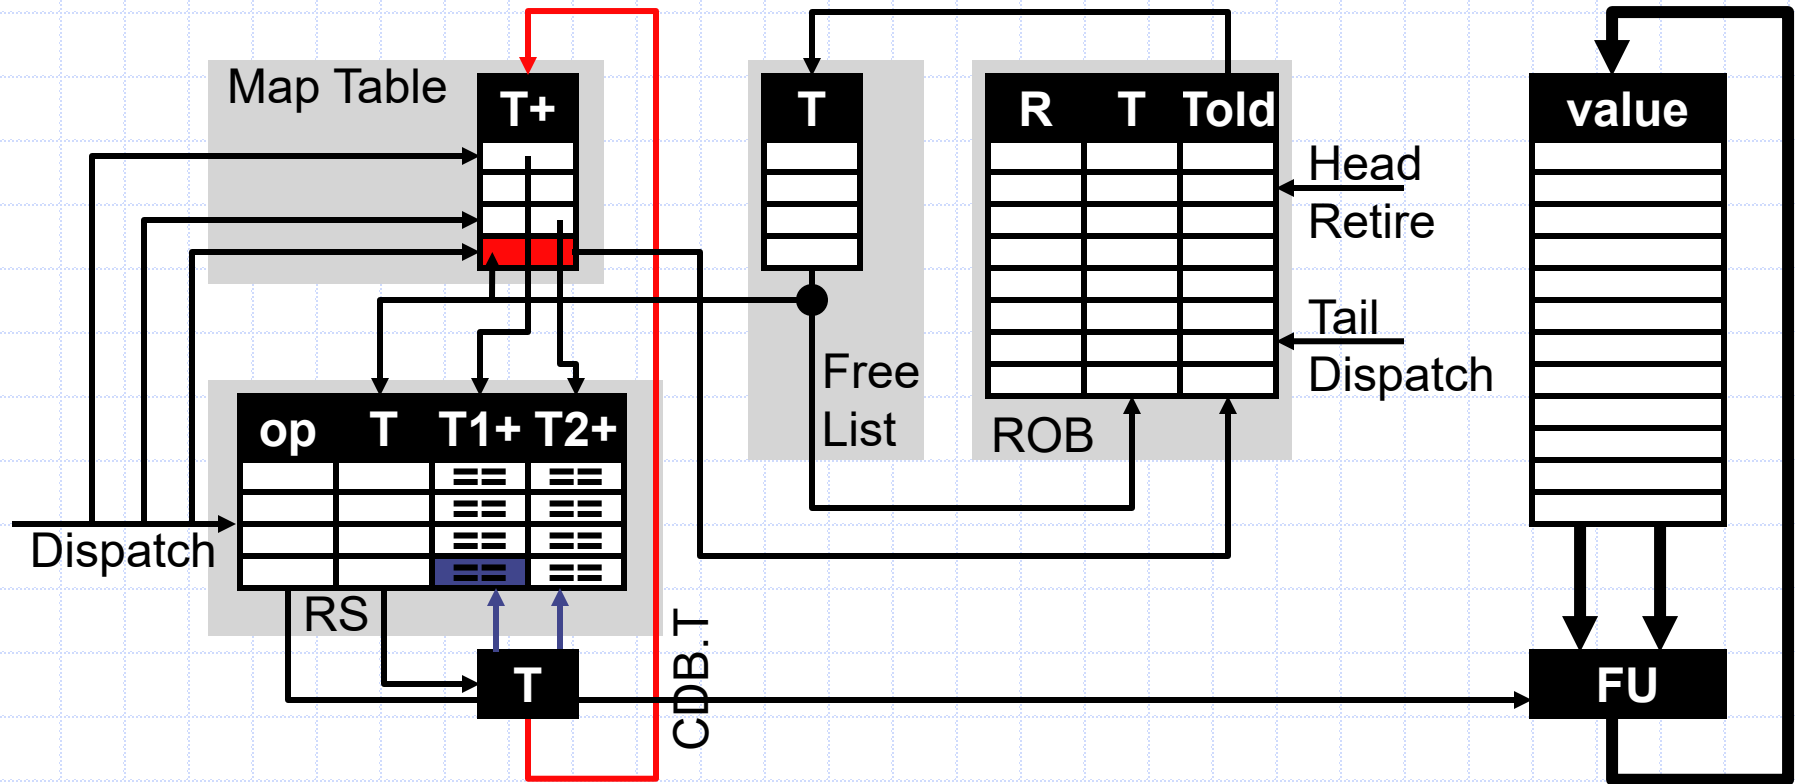 Map Table
T+
T
R T Told
value
Head
Retire
Tail
Dispatch
Free
List
ROB
op T T1+ T2+
== ==
== ==
== ==
== ==
== ==
== ==
== ==
== ==
Dispatch
RS
T
CDB.T
FU